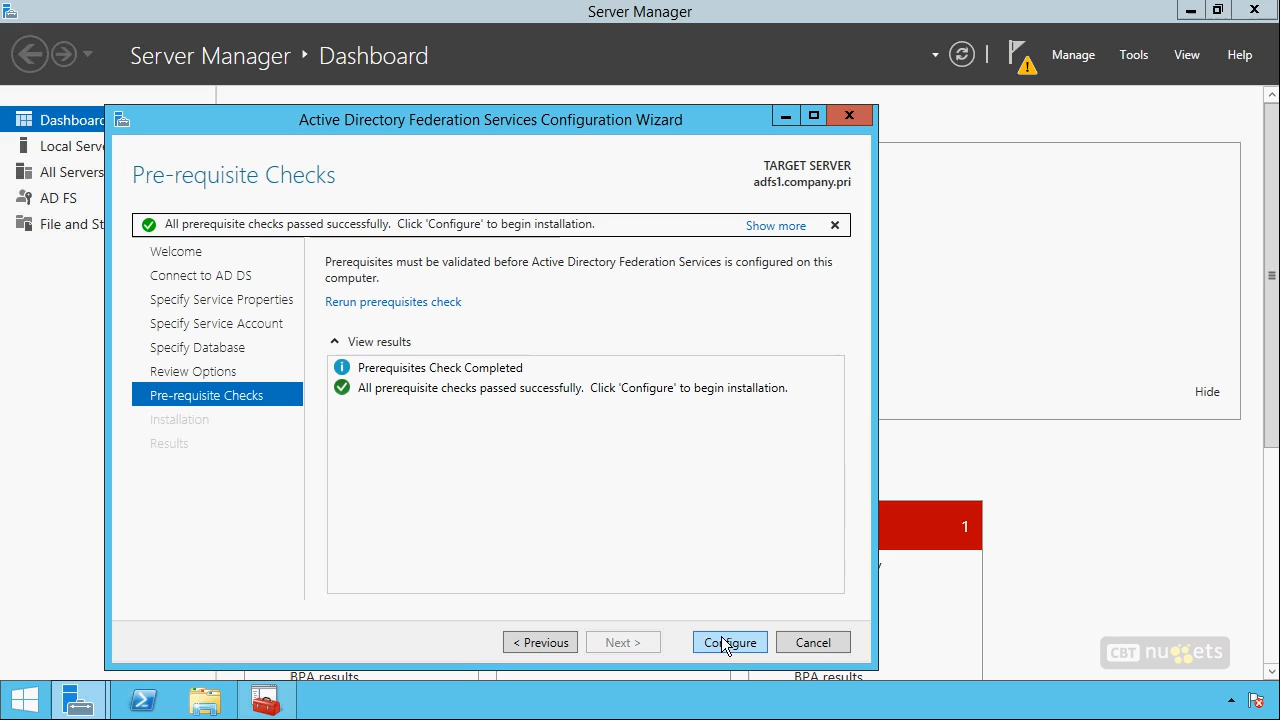 Server Manager
Server Manager ‣ Dashboard
Manage
Tools
View
Help
Dashboard
Local Serve
All Servers
AD FS
File and St
Active Directory Federation Services Configuration Wizard
Pre-requisite Checks
TARGET SERVER
adfs1.company.pri
All prerequisite checks passed successfully.  Click 'Configure' to begin installation.
Show more
Welcome
Connect to AD DS
Specify Service Properties
Specify Service Account
Specify Database
Review Options
Pre-requisite Checks
Installation
Results
Prerequisites must be validated before Active Directory Federation Services is configured on this
computer.
Rerun prerequisites check
View results
Prerequisites Check Completed
All prerequisite checks passed successfully.  Click 'Configure' to begin installation.
Hide
1
< Previous
Next >
Configure
Cancel
BPA results
BPA results
CBT nuggets